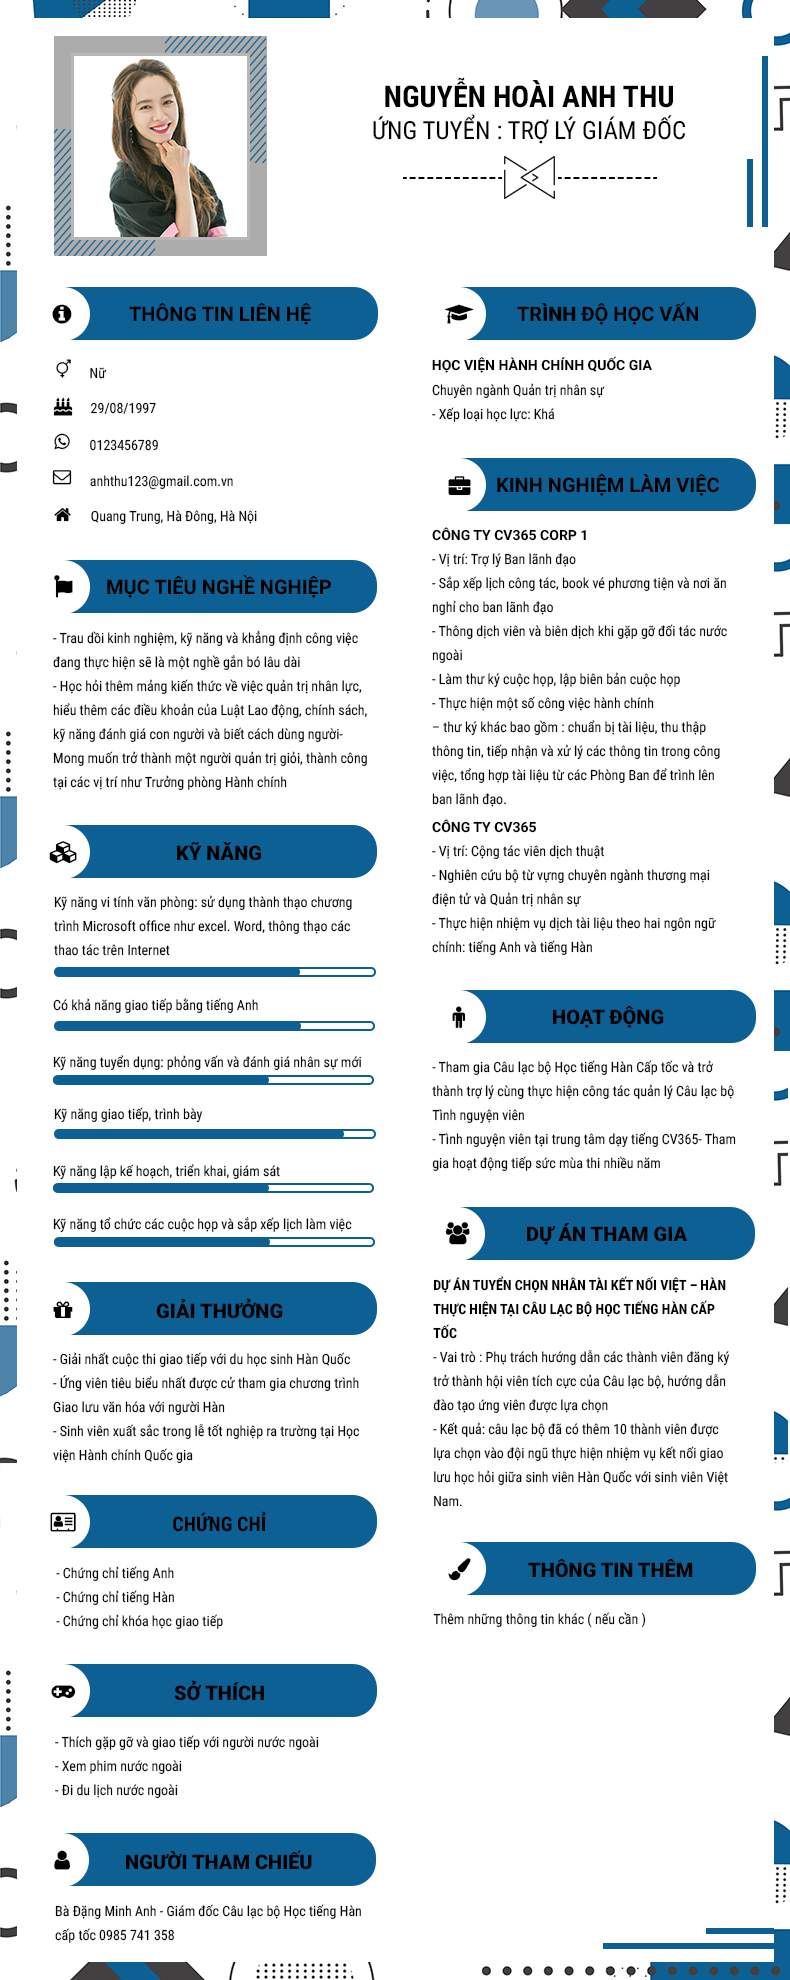 NGUYỄN HOÀI ANH THU
ỨNG TUYỂN : TRỢ LÝ GIÁM ĐỐC
THÔNG TIN LIÊN HỆ
Nữ
29/08/1997
0123456789
anhthu123@gmail.com.vn
Quang Trung, Hà Đông, Hà Nội
MỤC TIÊU NGHỀ NGHIỆP
- Trau dồi kinh nghiệm, kỹ năng và khẳng định công việc
đang thực hiện sẽ là một nghề gắn bó lâu dài
- Học hỏi thêm mảng kiến thức về việc quản trị nhân lực,
hiểu thêm các điều khoản của Luật Lao động, chính sách,
kỹ năng đánh giá con người và biết cách dùng người-
Mong muốn trở thành một người quản trị giỏi, thành công
tại các vị trí như Trưởng phòng Hành chính
KỸ NĂNG
Kỹ năng vi tính văn phòng: sử dụng thành thạo chương
trình Microsoft office như excel. Word, thông thạo các
thao tác trên Internet
Có khả năng giao tiếp bằng tiếng Anh
Kỹ năng tuyển dụng: phỏng vấn và đánh giá nhân sự mới
Kỹ năng giao tiếp, trình bày
Kỹ năng lập kế hoạch, triển khai, giám sát
Kỹ năng tổ chức các cuộc họp và sắp xếp lịch làm việc
GIẢI THƯỞNG
- Giải nhất cuộc thi giao tiếp với du học sinh Hàn Quốc
- Ứng viên tiêu biểu nhất được cử tham gia chương trình
Giao lưu văn hóa với người Hàn
- Sinh viên xuất sắc trong lễ tốt nghiệp ra trường tại Học
viện Hành chính Quốc gia
CHỨNG CHỈ
- Chứng chỉ tiếng Anh
- Chứng chỉ tiếng Hàn
- Chứng chỉ khóa học giao tiếp
SỞ THÍCH
- Thích gặp gỡ và giao tiếp với người nước ngoài
- Xem phim nước ngoài
- Đi du lịch nước ngoài
NGƯỜI THAM CHIẾU
Bà Đặng Minh Anh - Giám đốc Câu lạc bộ Học tiếng Hàn
cấp tốc 0985 741 358
TRÌNH ĐỘ HỌC VẤN
HỌC VIỆN HÀNH CHÍNH QUỐC GIA
Chuyên ngành Quản trị nhân sự
- Xếp loại học lực: Khá
KINH NGHIỆM LÀM VIỆC
CÔNG TY CV365 CORP 1
- Vị trí: Trợ lý Ban lãnh đạo
- Sắp xếp lịch công tác, book vé phương tiện và nơi ăn
nghỉ cho ban lãnh đạo
- Thông dịch viên và biên dịch khi gặp gỡ đối tác nước
ngoài
- Làm thư ký cuộc họp, lập biên bản cuộc họp
- Thực hiện một số công việc hành chính
– thư ký khác bao gồm : chuẩn bị tài liệu, thu thập
thông tin, tiếp nhận và xử lý các thông tin trong công
việc, tổng hợp tài liệu từ các Phòng Ban để trình lên
ban lãnh đạo.
CÔNG TY CV365
- Vị trí: Cộng tác viên dịch thuật
- Nghiên cứu bộ từ vựng chuyên ngành thương mại
điện tử và Quản trị nhân sự
- Thực hiện nhiệm vụ dịch tài liệu theo hai ngôn ngữ
chính: tiếng Anh và tiếng Hàn
HOẠT ĐỘNG
- Tham gia Câu lạc bộ Học tiếng Hàn Cấp tốc và trở
thành trợ lý cùng thực hiện công tác quản lý Câu lạc bộ
Tình nguyện viên
- Tình nguyện viên tại trung tâm dạy tiếng CV365- Tham
gia hoạt động tiếp sức mùa thi nhiều năm
DỰ ÁN THAM GIA
DỰ ÁN TUYỂN CHỌN NHÂN TÀI KẾT NỐI VIỆT – HÀN
THỰC HIỆN TẠI CÂU LẠC BỘ HỌC TIẾNG HÀN CẤP
TỐC
- Vai trò : Phụ trách hướng dẫn các thành viên đăng ký
trở thành hội viên tích cực của Câu lạc bộ, hướng dẫn
đào tạo ứng viên được lựa chọn
- Kết quả: câu lạc bộ đã có thêm 10 thành viên được
lựa chọn vào đội ngũ thực hiện nhiệm vụ kết nối giao
lưu học hỏi giữa sinh viên Hàn Quốc với sinh viên Việt
Nam.
THÔNG TIN THÊM
Thêm những thông tin khác ( nếu cần )